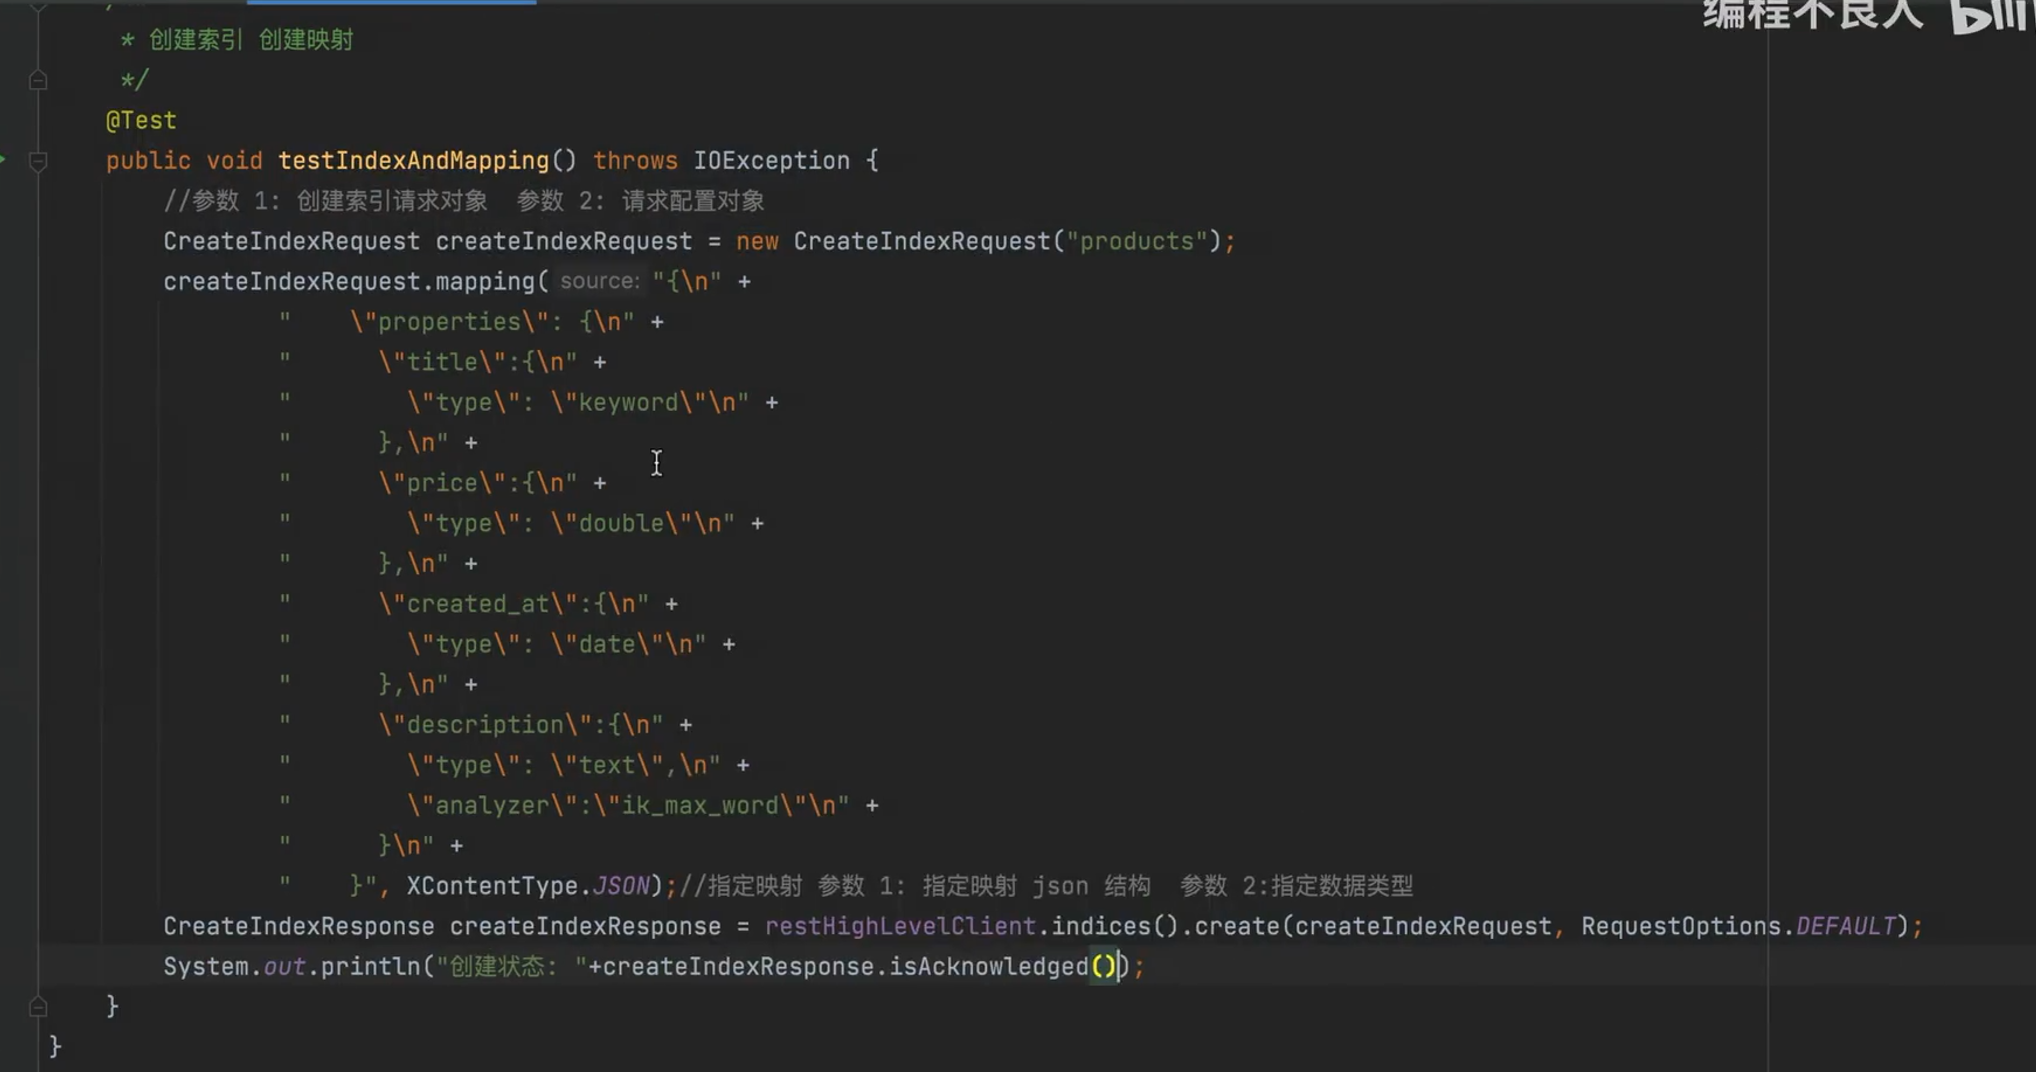 编程不良人 bili
* 创建索引 创建映射
*/
@Test
public void testIndexAndMapping() throws IOException {
//参数 1: 创建索引请求对象  参数 2: 请求配置对象
CreateIndexRequest createIndexRequest = new CreateIndexRequest("products");
createIndexRequest.mapping( source: "{\n" +
"    \"properties\": {\n" +
"      \"title\":{\n" +
"        \"type\": \"keyword\"\n" +
"      },\n" +
"      \"price\":{\n" +
"        \"type\": \"double\"\n" +
"      },\n" +
"      \"created_at\":{\n" +
"        \"type\": \"date\"\n" +
"      },\n" +
"      \"description\":{\n" +
"        \"type\": \"text\",\n" +
"        \"analyzer\":\"ik_max_word\"\n" +
"      }\n" +
"    }", XContentType.JSON);//指定映射 参数 1: 指定映射 json 结构  参数 2:指定数据类型
CreateIndexResponse createIndexResponse = restHighLevelClient.indices().create(createIndexRequest, RequestOptions.DEFAULT);
System.out.println("创建状态: "+createIndexResponse.isAcknowledged());
}
}